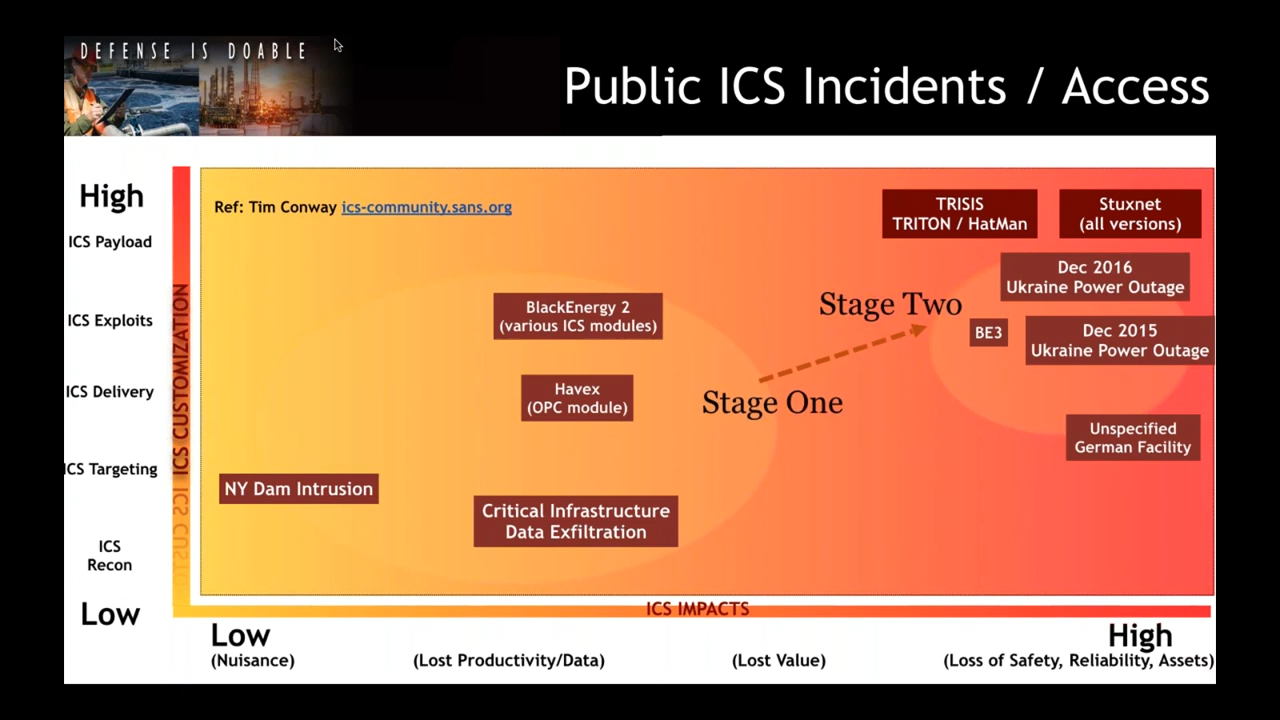 DEFENSE IS DOABLE
Public ICS Incidents / Access
High
ICS Payload
ICS Exploits
ICS Delivery
ICS Targeting
ICS
Recon
Low
ICS CUSTOMIZATION
Ref: Tim Conway ics-community.sans.org
TRISIS
TRITON / HatMan
Stuxnet
(all versions)
Dec 2016
Ukraine Power Outage
BlackEnergy 2
(various ICS modules)
Stage Two
BE3
Dec 2015
Ukraine Power Outage
Havex
(OPC module)
Stage One
Unspecified
German Facility
NY Dam Intrusion
Critical Infrastructure
Data Exfiltration
ICS IMPACTS
Low
(Nuisance)
(Lost Productivity/Data)
(Lost Value)
High
(Loss of Safety, Reliability, Assets)